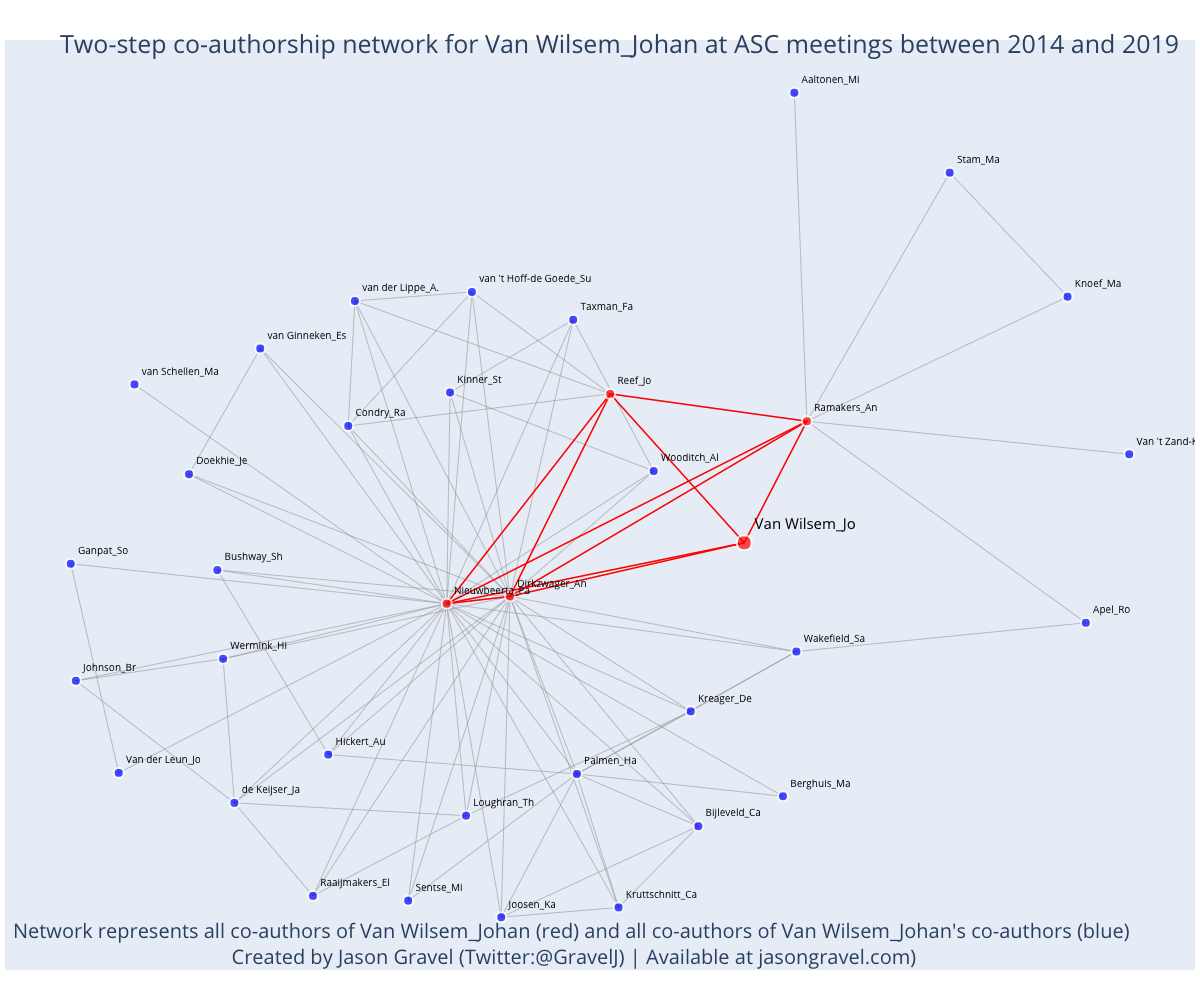 Two-step co-authorship network for Van Wilsem_Johan at ASC meetings between 2014 and 2019
Aaltonen_Mi
Stam_Ma
van 't Hoff-de Goede_Su
Knoef_Ma
van der Lippe_A.
Taxman_Fa
van Ginneken_Es
van Schellen_Ma
Kinner_St
Reef_Jo
Condry_Ra
Ramakers_An
Van 't Zand-K
Doekhie_Je
Wooditch_Al
Van Wilsem_Jo
Ganpat_So
Bushway_Sh
Dirkzwager_An
Nieuwbeerta_Pa
Apel_Ro
Wermink_Hi
Wakefield_Sa
Johnson_Br
Kreager_De
Hickert_Au
Van der Leun_Jo
Palmen_Ha
de Keijser_Ja
Berghuis_Ma
Loughran_Th
Bijleveld_Ca
Raaijmakers_El
Sentse_Mi
Kruttschnitt_Ca
Joosen_Ka
Network represents all co-authors of Van Wilsem_Johan (red) and all co-authors of Van Wilsem_Johan's co-authors (blue)
Created by Jason Gravel (Twitter:@GravelJ) | Available at jasongravel.com)